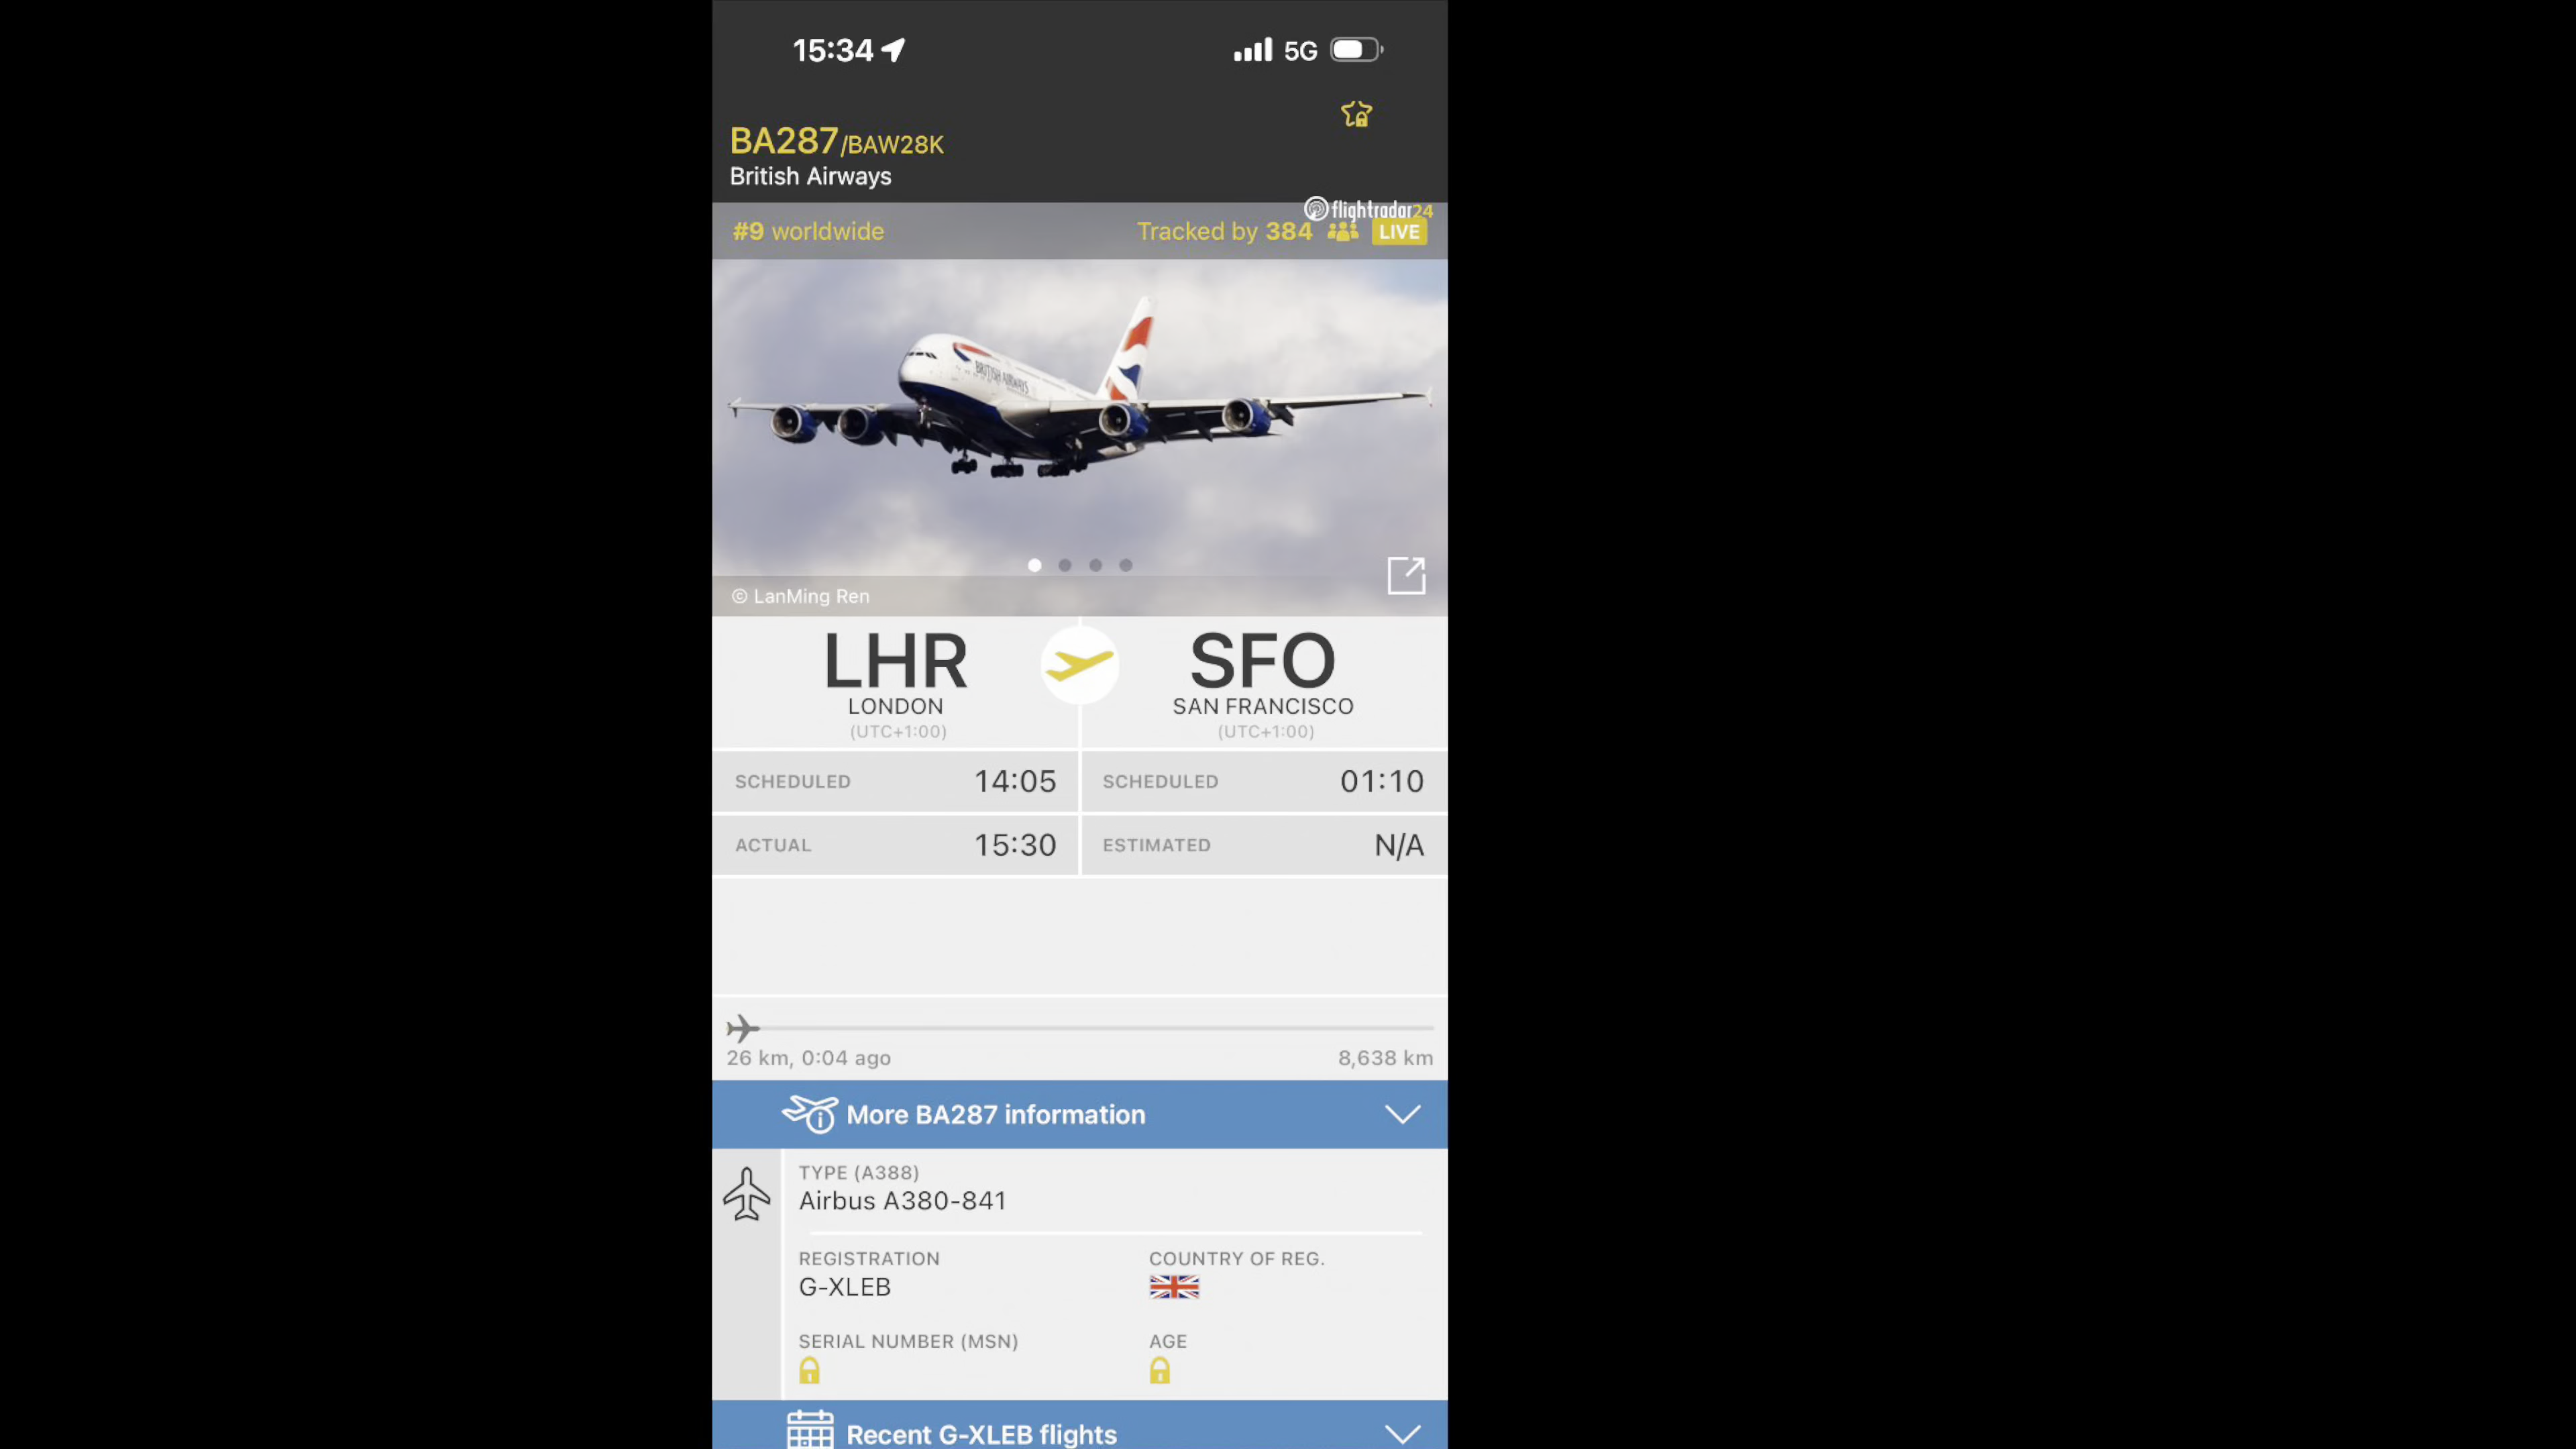 15:34
5G
BA287/BAW28K
British Airways
flightradar24
#9 worldwide
Tracked by 384
LIVE
BRITISH AIRWAYS
© LanMing Ren
LHR
SFO
LONDON
SAN FRANCISCO
(UTC+1:00)
(UTC+1:00)
SCHEDULED 14:05
SCHEDULED 01:10
ACTUAL 15:30
ESTIMATED N/A
26 km, 0:04 ago
8,638 km
More BA287 information
TYPE (A388)
Airbus A380-841
REGISTRATION
COUNTRY OF REG.
G-XLEB
SERIAL NUMBER (MSN)
AGE
Recent G-XLEB flights